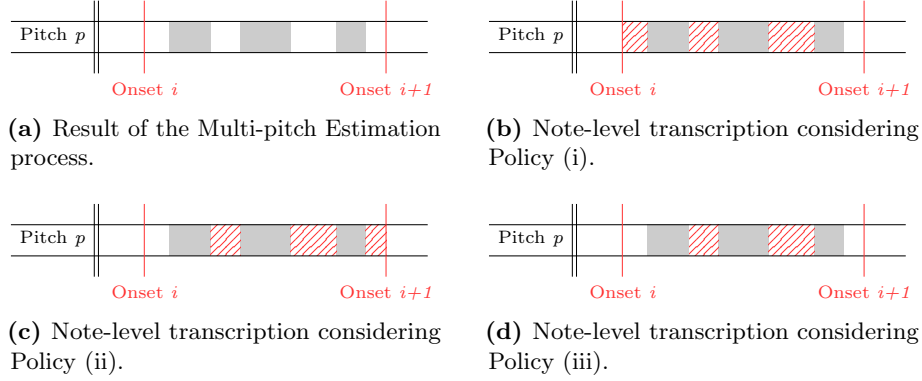 Pitch p
Onset i
Onset i+1
(a) Result of the Multi-pitch Estimation
process.
Pitch p
Onset i
Onset i+1
(b) Note-level transcription considering
Policy (i).
Pitch p
Onset i
Onset i+1
(c) Note-level transcription considering
Policy (ii).
Pitch p
Onset i
Onset i+1
(d) Note-level transcription considering
Policy (iii).